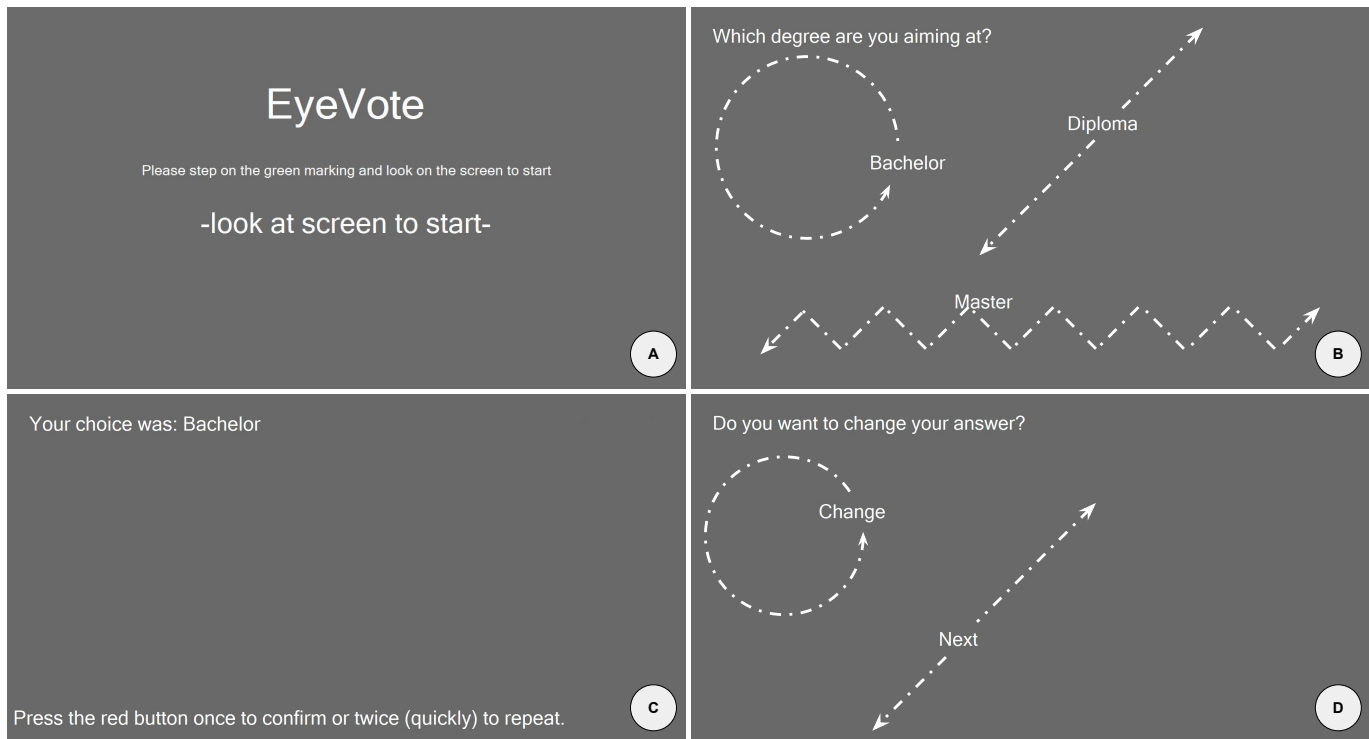 EyeVote
Please step on the green marking and look on the screen to start
-look at screen to start-
A
Which degree are you aiming at?
Diploma
Bachelor
Master
B
Your choice was: Bachelor
Press the red button once to confirm or twice (quickly) to repeat.
C
Do you want to change your answer?
Change
Next
D